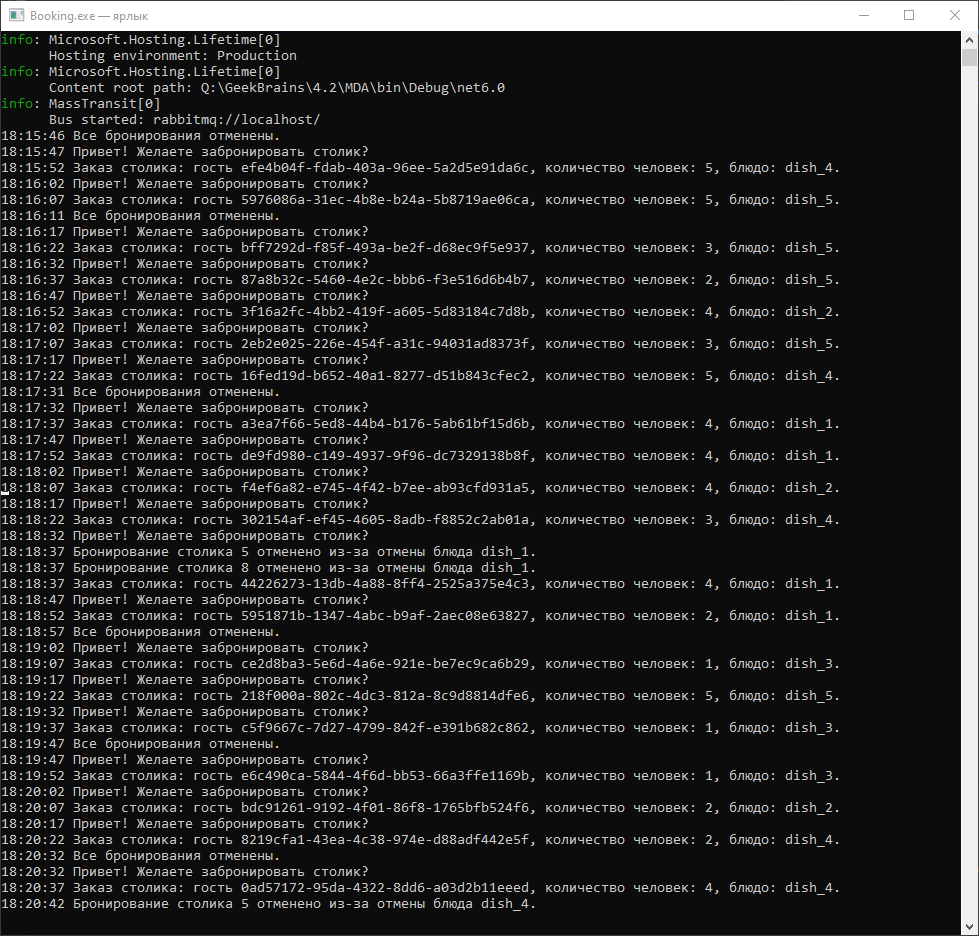 Booking.exe — ярлык
info: Microsoft.Hosting.Lifetime[0]
Hosting environment: Production
info: Microsoft.Hosting.Lifetime[0]
Content root path: Q:\GeekBrains\4.2\MDA\bin\Debug\net6.0
info: MassTransit[0]
Bus started: rabbitmq://localhost/
18:15:46 Все бронирования отменены.
18:15:47 Привет! Желаете забронировать столик?
18:15:52 Заказ столика: гость efe4b04f-fdab-403a-96ee-5a2d5e91da6c, количество человек: 5, блюдо: dish_4.
18:16:02 Привет! Желаете забронировать столик?
18:16:07 Заказ столика: гость 5976086a-31ec-4b8e-b24a-5b8719ae06ca, количество человек: 5, блюдо: dish_5.
18:16:11 Все бронирования отменены.
18:16:17 Привет! Желаете забронировать столик?
18:16:22 Заказ столика: гость bff7292d-f85f-493a-be2f-d68ec9f5e937, количество человек: 3, блюдо: dish_5.
18:16:32 Привет! Желаете забронировать столик?
18:16:37 Заказ столика: гость 87a8b32c-5460-4e2c-bbb6-f3e516d6b4b7, количество человек: 2, блюдо: dish_5.
18:16:47 Привет! Желаете забронировать столик?
18:16:52 Заказ столика: гость 3f16a2fc-4bb2-419f-a605-5d83184c7d8b, количество человек: 4, блюдо: dish_2.
18:17:02 Привет! Желаете забронировать столик?
18:17:07 Заказ столика: гость 2eb2e025-226e-454f-a31c-94031ad8373f, количество человек: 3, блюдо: dish_5.
18:17:17 Привет! Желаете забронировать столик?
18:17:22 Заказ столика: гость 16fed19d-b652-40a1-8277-d51b843cfec2, количество человек: 5, блюдо: dish_4.
18:17:31 Все бронирования отменены.
18:17:32 Привет! Желаете забронировать столик?
18:17:37 Заказ столика: гость a3ea7f66-5ed8-44b4-b176-5ab61bf15d6b, количество человек: 4, блюдо: dish_1.
18:17:47 Привет! Желаете забронировать столик?
18:17:52 Заказ столика: гость de9fd980-c149-4937-9f96-dc7329138b8f, количество человек: 4, блюдо: dish_1.
18:18:02 Привет! Желаете забронировать столик?
18:18:07 Заказ столика: гость f4ef6a82-e745-4f42-b7ee-ab93cfd931a5, количество человек: 4, блюдо: dish_2.
18:18:17 Привет! Желаете забронировать столик?
18:18:22 Заказ столика: гость 302154af-ef45-4605-8adb-f8852c2ab01a, количество человек: 3, блюдо: dish_4.
18:18:32 Привет! Желаете забронировать столик?
18:18:37 Бронирование столика 5 отменено из-за отмены блюда dish_1.
18:18:37 Бронирование столика 8 отменено из-за отмены блюда dish_1.
18:18:37 Заказ столика: гость 44226273-13db-4a88-8ff4-2525a375e4c3, количество человек: 4, блюдо: dish_1.
18:18:47 Привет! Желаете забронировать столик?
18:18:52 Заказ столика: гость 5951871b-1347-4abc-b9af-2aec08e63827, количество человек: 2, блюдо: dish_1.
18:18:57 Все бронирования отменены.
18:19:02 Привет! Желаете забронировать столик?
18:19:07 Заказ столика: гость ce2d8ba3-5e6d-4a6e-921e-be7ec9ca6b29, количество человек: 1, блюдо: dish_3.
18:19:17 Привет! Желаете забронировать столик?
18:19:22 Заказ столика: гость 218f000a-802c-4dc3-812a-8c9d8814dfe6, количество человек: 5, блюдо: dish_5.
18:19:32 Привет! Желаете забронировать столик?
18:19:37 Заказ столика: гость c5f9667c-7d27-4799-842f-e391b682c862, количество человек: 1, блюдо: dish_3.
18:19:47 Все бронирования отменены.
18:19:47 Привет! Желаете забронировать столик?
18:19:52 Заказ столика: гость e6c490ca-5844-4f6d-bb53-66a3ffe1169b, количество человек: 1, блюдо: dish_3.
18:20:02 Привет! Желаете забронировать столик?
18:20:07 Заказ столика: гость bdc91261-9192-4f01-86f8-1765bfb524f6, количество человек: 2, блюдо: dish_2.
18:20:17 Привет! Желаете забронировать столик?
18:20:22 Заказ столика: гость 8219cfa1-43ea-4c38-974e-d88adf442e5f, количество человек: 2, блюдо: dish_4.
18:20:32 Все бронирования отменены.
18:20:32 Привет! Желаете забронировать столик?
18:20:37 Заказ столика: гость 0ad57172-95da-4322-8dd6-a03d2b11eeed, количество человек: 4, блюдо: dish_4.
18:20:42 Бронирование столика 5 отменено из-за отмены блюда dish_4.